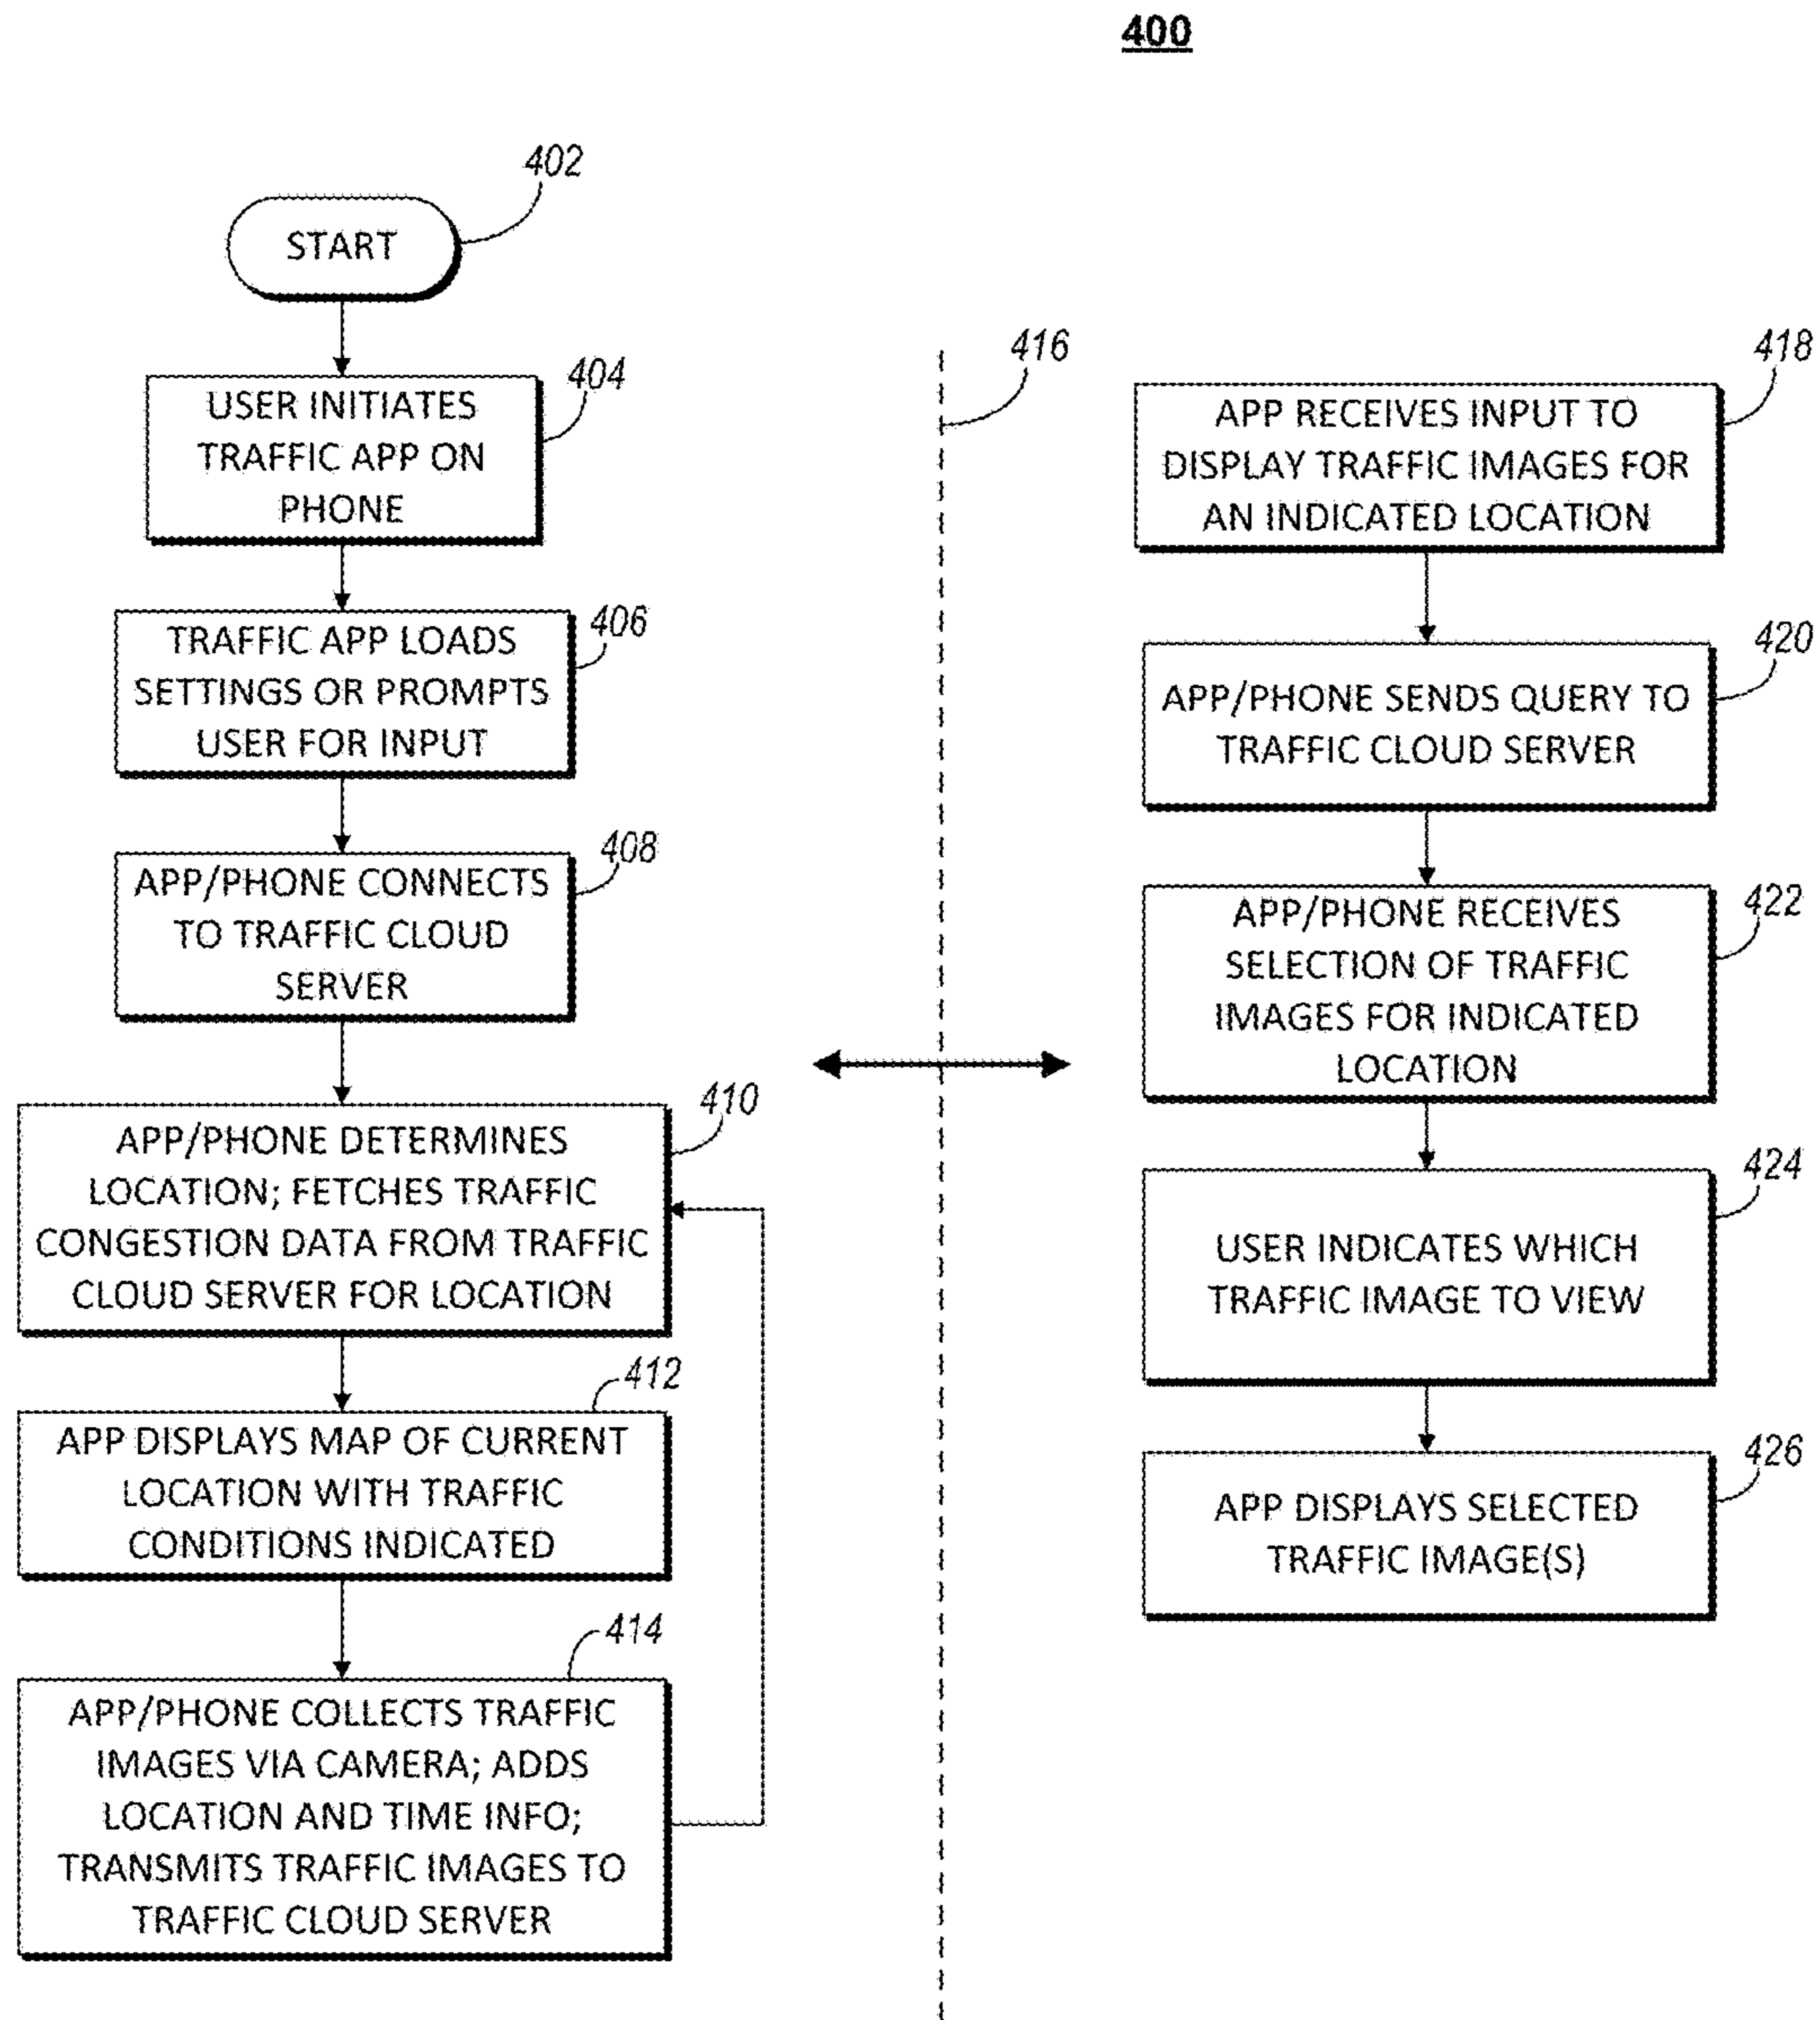 400
402
START
404
USER INITIATES
TRAFFIC APP ON
PHONE
406
TRAFFIC APP LOADS
SETTINGS OR PROMPTS
USER FOR INPUT
408
APP/PHONE CONNECTS
TO TRAFFIC CLOUD
SERVER
410
APP/PHONE DETERMINES
LOCATION; FETCHES TRAFFIC
CONGESTION DATA FROM TRAFFIC
CLOUD SERVER FOR LOCATION
412
APP DISPLAYS MAP OF CURRENT
LOCATION WITH TRAFFIC
CONDITIONS INDICATED
414
APP/PHONE COLLECTS TRAFFIC
IMAGES VIA CAMERA; ADDS
LOCATION AND TIME INFO;
TRANSMITS TRAFFIC IMAGES TO
TRAFFIC CLOUD SERVER
416
418
APP RECEIVES INPUT TO
DISPLAY TRAFFIC IMAGES FOR
AN INDICATED LOCATION
420
APP/PHONE SENDS QUERY TO
TRAFFIC CLOUD SERVER
422
APP/PHONE RECEIVES
SELECTION OF TRAFFIC
IMAGES FOR INDICATED
LOCATION
424
USER INDICATES WHICH
TRAFFIC IMAGE TO VIEW
426
APP DISPLAYS SELECTED
TRAFFIC IMAGE(S)